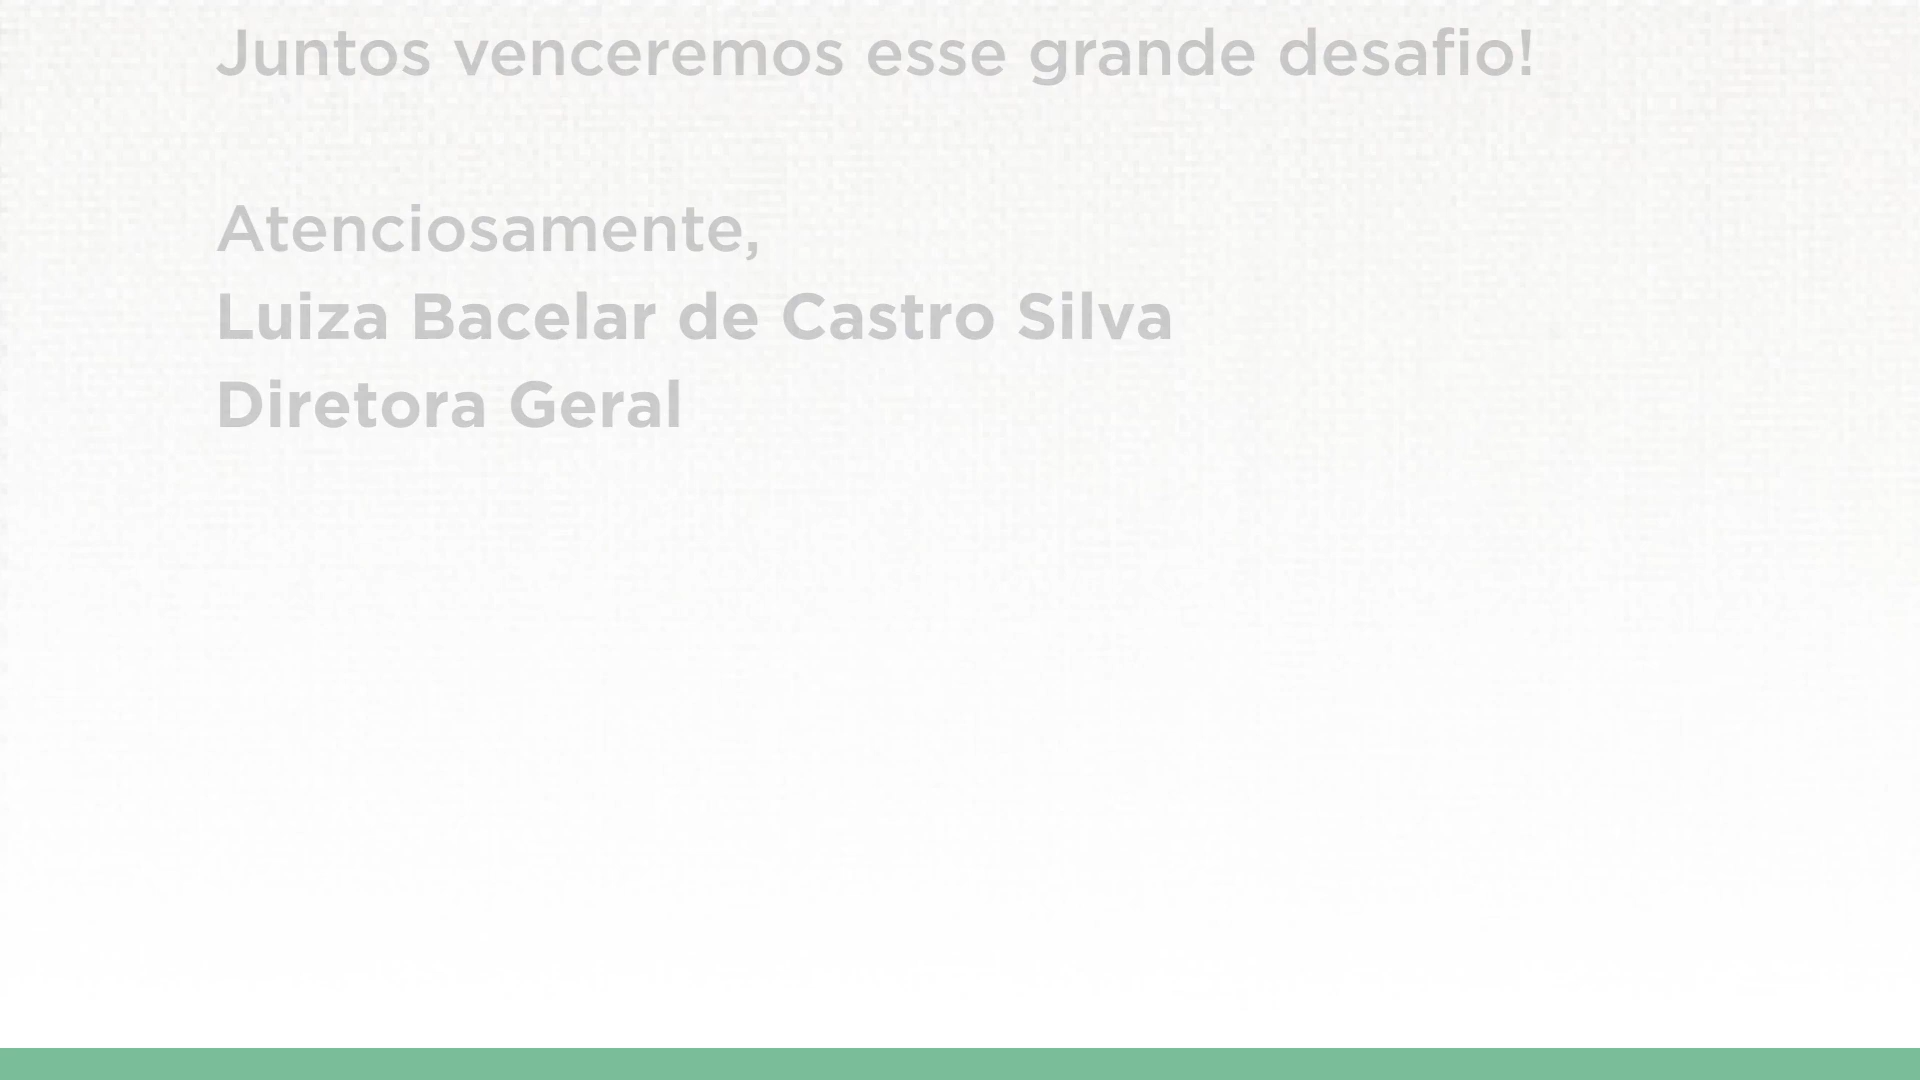 Juntos venceremos esse grande desafio!
Atenciosamente,
Luiza Bacelar de Castro Silva
Diretora Geral